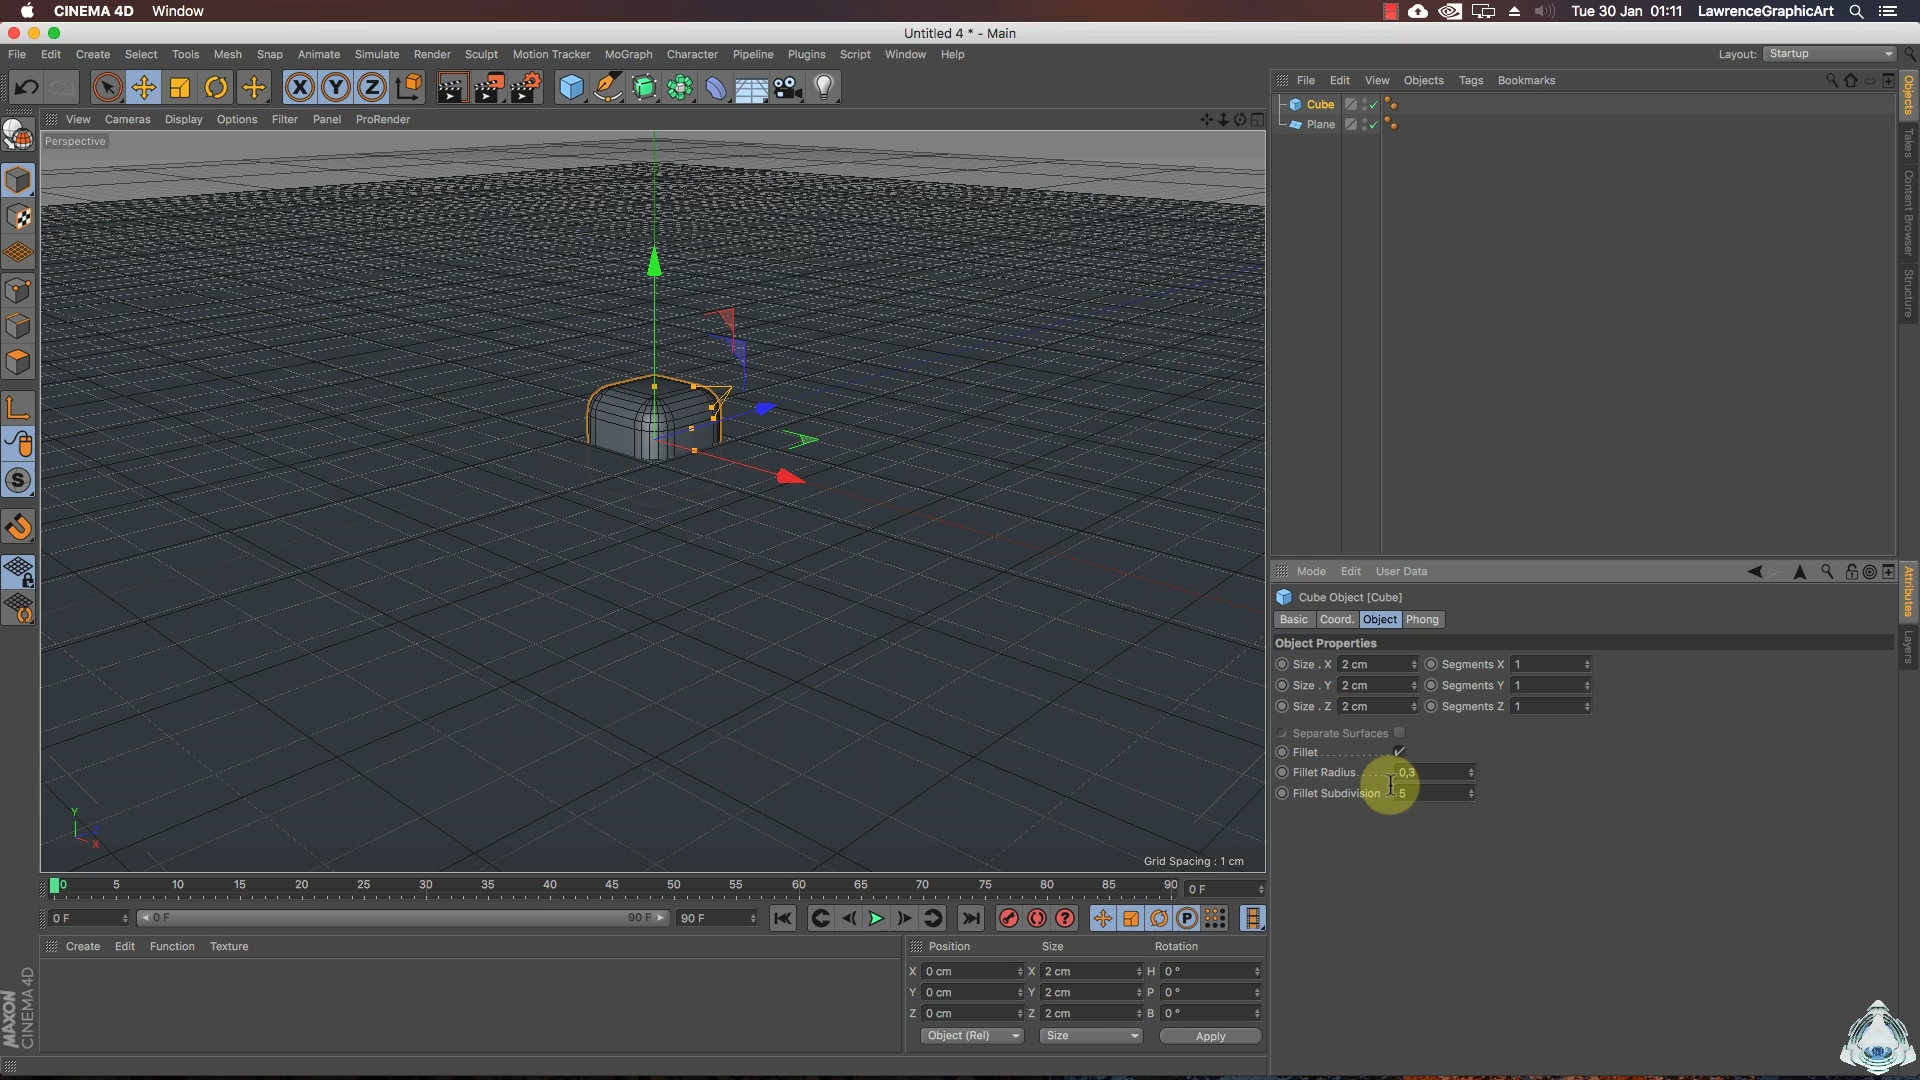 CINEMA 4D Window Tue 30 Jan 01:11 LawrenceGraphicArt
Untitled 4 * - Main
File Edit Create Select Tools Mesh Snap Animate Simulate Render Sculpt Motion Tracker MoGraph Character Pipeline Plugins Script Window Help Layout: Startup
X Y Z
File Edit View Objects Tags Bookmarks
View Cameras Display Options Filter Panel ProRender
Perspective
Cube
Plane
Objects
Takes
Content Browser
Structure
S
Y
X
Grid Spacing : 1 cm
Mode Edit User Data
Cube Object [Cube]
Basic Coord. Object Phong
Object Properties
Size . X 2 cm Segments X 1
Size . Y 2 cm Segments Y 1
Size . Z 2 cm Segments Z 1
Separate Surfaces
Fillet
Fillet Radius 0,3
Fillet Subdivision 5
Attributes
Layers
0 5 10 15 20 25 30 35 40 45 50 55 60 65 70 75 80 85 90 0 F
0 F 0 F 90 F 90 F P
Create Edit Function Texture
Position Size Rotation
X 0 cm X 2 cm H 0 °
Y 0 cm Y 2 cm P 0 °
Z 0 cm Z 2 cm B 0 °
Object (Rel) Size Apply
MAXON
CINEMA 4D